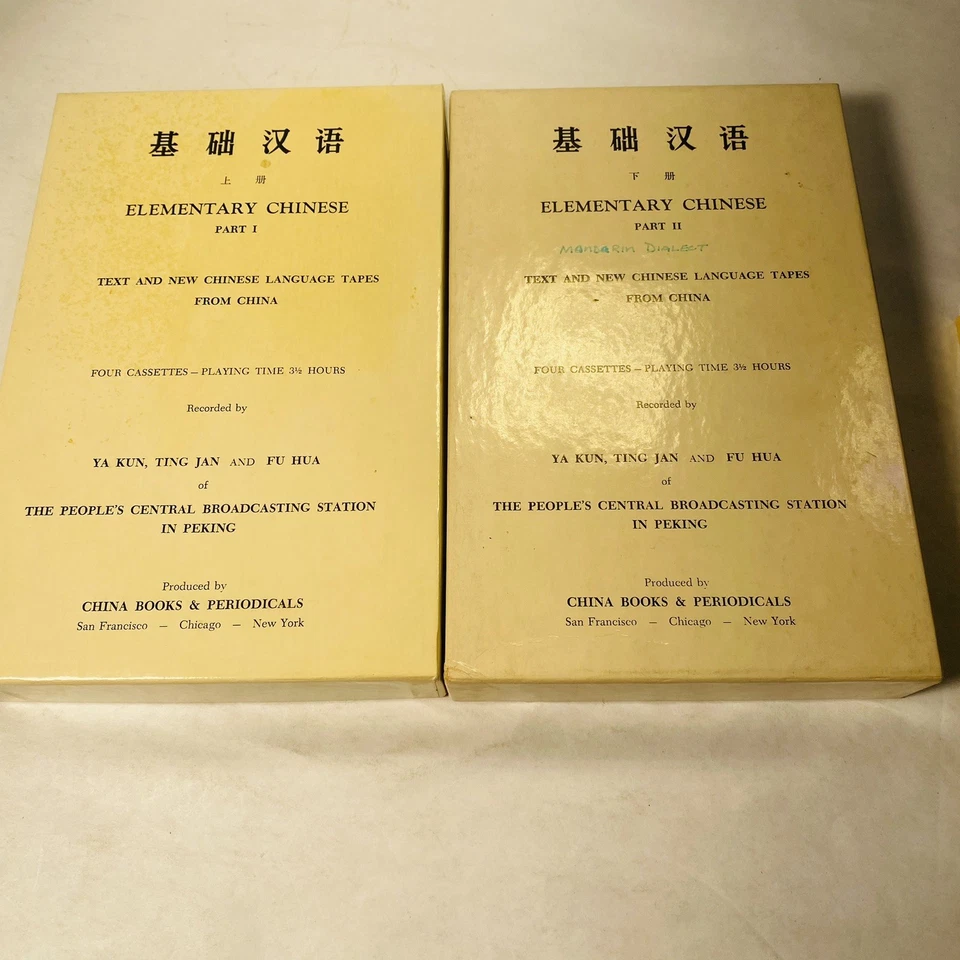 基础汉语
上册
ELEMENTARY CHINESE
PART I
TEXT AND NEW CHINESE LANGUAGE TAPES
FROM CHINA
FOUR CASSETTES – PLAYING TIME 3½ HOURS
Recorded by
YA KUN, TING JAN AND FU HUA
of
THE PEOPLE'S CENTRAL BROADCASTING STATION
IN PEKING
Produced by
CHINA BOOKS & PERIODICALS
San Francisco – Chicago – New York
基础汉语
下册
ELEMENTARY CHINESE
PART II
MANDARIN DIALECT
TEXT AND NEW CHINESE LANGUAGE TAPES
FROM CHINA
FOUR CASSETTES – PLAYING TIME 3½ HOURS
Recorded by
YA KUN, TING JAN AND FU HUA
of
THE PEOPLE'S CENTRAL BROADCASTING STATION
IN PEKING
Produced by
CHINA BOOKS & PERIODICALS
San Francisco – Chicago – New York